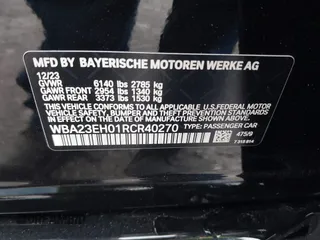 MFD BY BAYERISCHE MOTOREN WERKE AG
12/23
GVWR 6140 lbs 2785 kg
GAWR FRONT 2954 lbs 1340 kg
GAWR REAR 3373 lbs 1530 kg
THIS VEHICLE CONFORMS TO ALL APPLICABLE
FEDERAL MOTOR VEHICLE SAFETY, BUMPER,
AND THEFT PREVENTION STANDARDS
IN EFFECT ON THE DATE OF
MANUFACTURE SHOWN ABOVE.
WBA23EH01RCR40270 TYPE: PASSENGER CAR
475/9